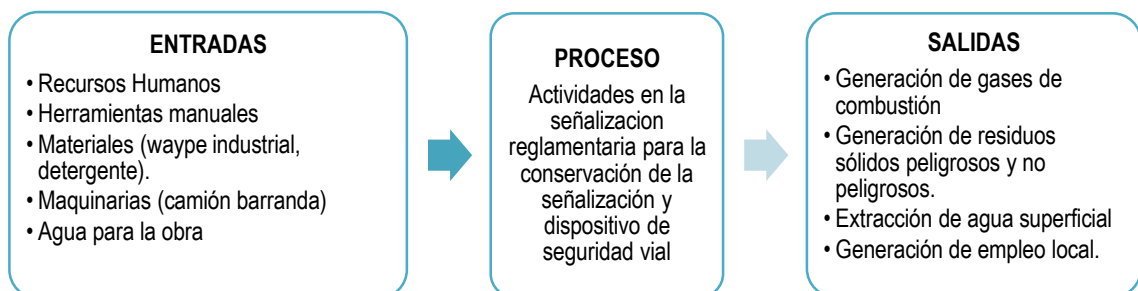 ENTRADAS
• Recursos Humanos
• Herramientas manuales
• Materiales (waype industrial,
detergente).
• Maquinarias (camión barranda)
• Agua para la obra
PROCESO
Actividades en la
señalizacion
reglamentaria para la
conservación de la
señalización y
dispositivo de
seguridad vial
SALIDAS
• Generación de gases de
combustión
• Generación de residuos
sólidos peligrosos y no
peligrosos.
• Extracción de agua superficial
• Generación de empleo local.